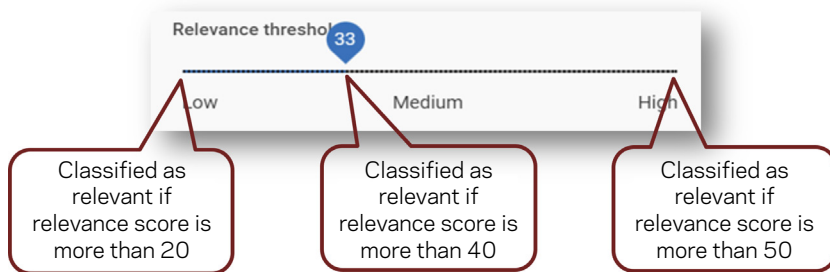 Relevance threshol
33
Low
Medium
High
Classified as
relevant if
relevance score is
more than 20
Classified as
relevant if
relevance score is
more than 40
Classified as
relevant if
relevance score is
more than 50